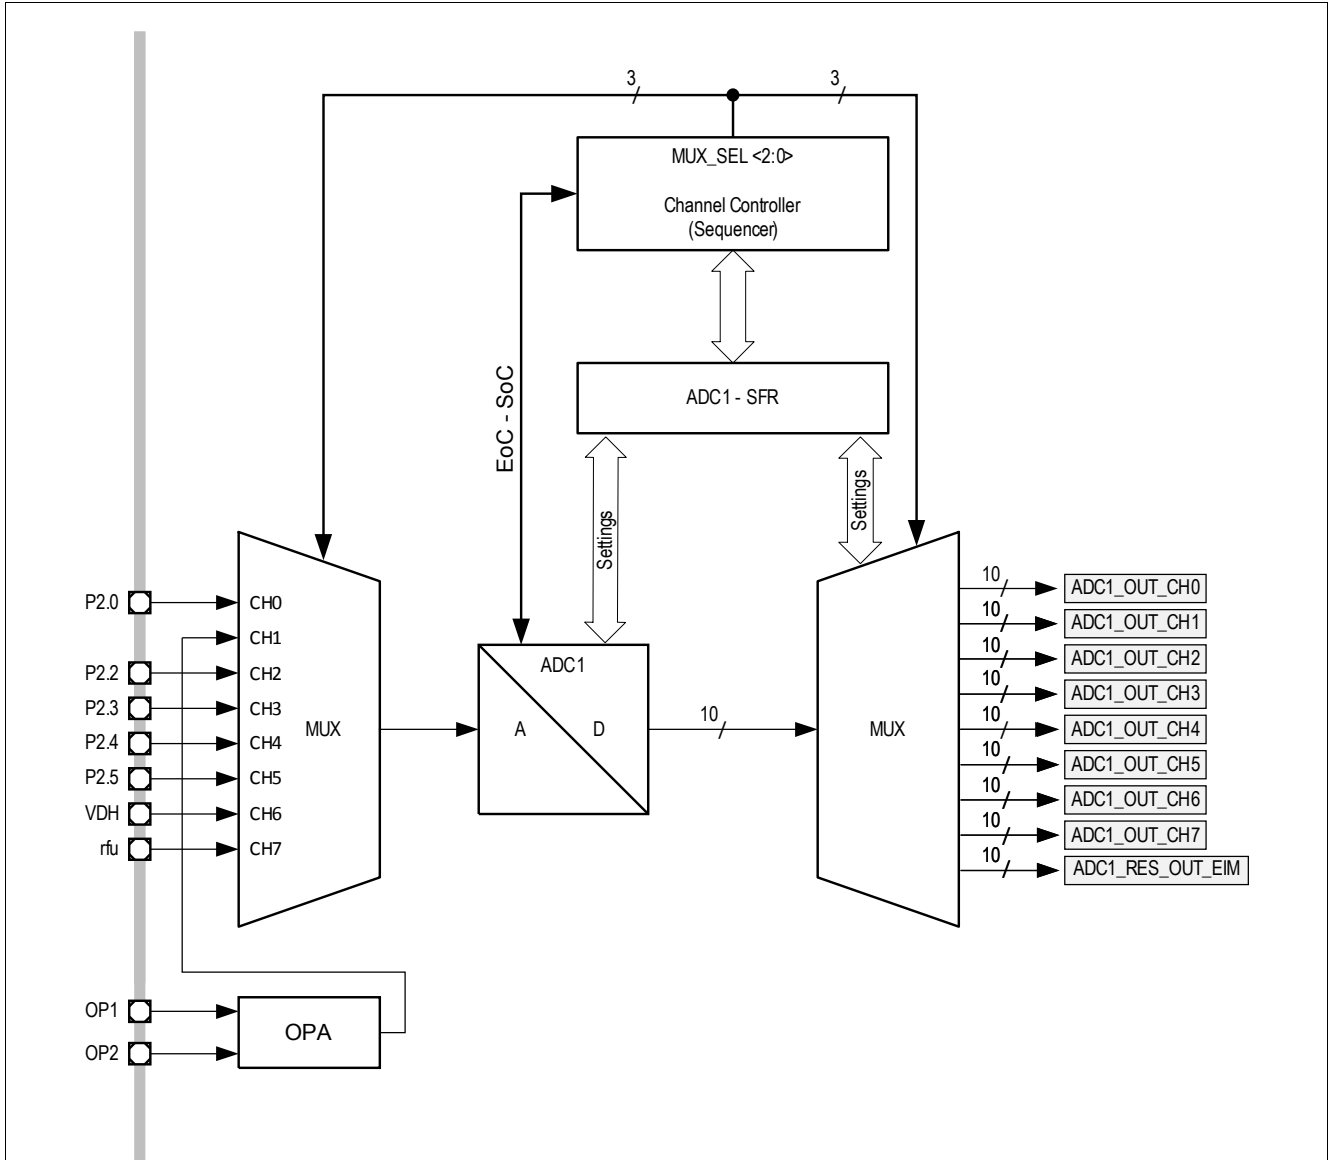 3
3
MUX_SEL <2:0>
Channel Controller
(Sequencer)
EoC - SoC
ADC1 - SFR
Settings
Settings
P2.0
P2.2
P2.3
P2.4
P2.5
VDH
rfu
CH0
CH1
CH2
CH3
CH4
CH5
CH6
CH7
MUX
ADC1
A
D
10
MUX
10
ADC1_OUT_CH0
10
ADC1_OUT_CH1
10
ADC1_OUT_CH2
10
ADC1_OUT_CH3
10
ADC1_OUT_CH4
10
ADC1_OUT_CH5
10
ADC1_OUT_CH6
10
ADC1_OUT_CH7
10
ADC1_RES_OUT_EIM
OP1
OP2
OPA